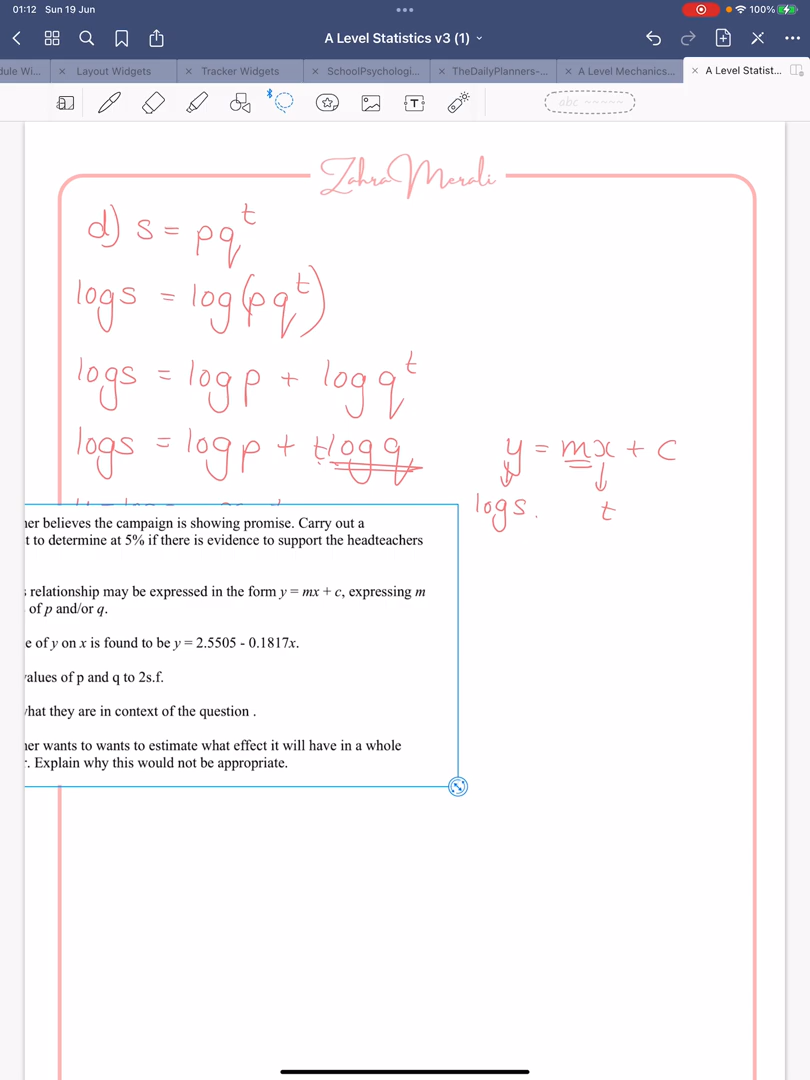 01:12 Sun 19 Jun
100%
A Level Statistics v3 (1)
dule Wi...
Layout Widgets
Tracker Widgets
SchoolPsychologi...
TheDailyPlanners-...
A Level Mechanics...
A Level Statist...
abc
Zahra Merali
d) s = pq^t
log s = log(pq^t)
log s = log p + log q^t
log s = log p + t log q
y = mx + c
log s. t
er believes the campaign is showing promise. Carry out a
t to determine at 5% if there is evidence to support the headteachers
relationship may be expressed in the form y = mx + c, expressing m
of p and/or q.
e of y on x is found to be y = 2.5505 - 0.1817x.
alues of p and q to 2s.f.
hat they are in context of the question .
er wants to wants to estimate what effect it will have in a whole
. Explain why this would not be appropriate.